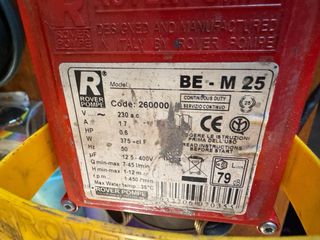 DESIGNED AND MANUFACTURED
IN ITALY BY ROVER POMPE
R
ROVER
POMPE
Model
BE - M 25
Code: 260000
CONTINUOUS DUTY
SERVIZIO CONTINUO
25
V ~ 230 a.c.
A 1.7
HP 0.6
W 375
Hz 50
µF 12.5 - 400V
Q min-max 7-45 l/min
H min-max 1-12 m
r.p.m. 1.450 /min
Max Water temp. 35°C
ROVER POMPE
CE
LEGGERE LE ISTRUZIONI
PRIMA DELL'USO
READ INSTRUCTIONS
BEFORE START!
79